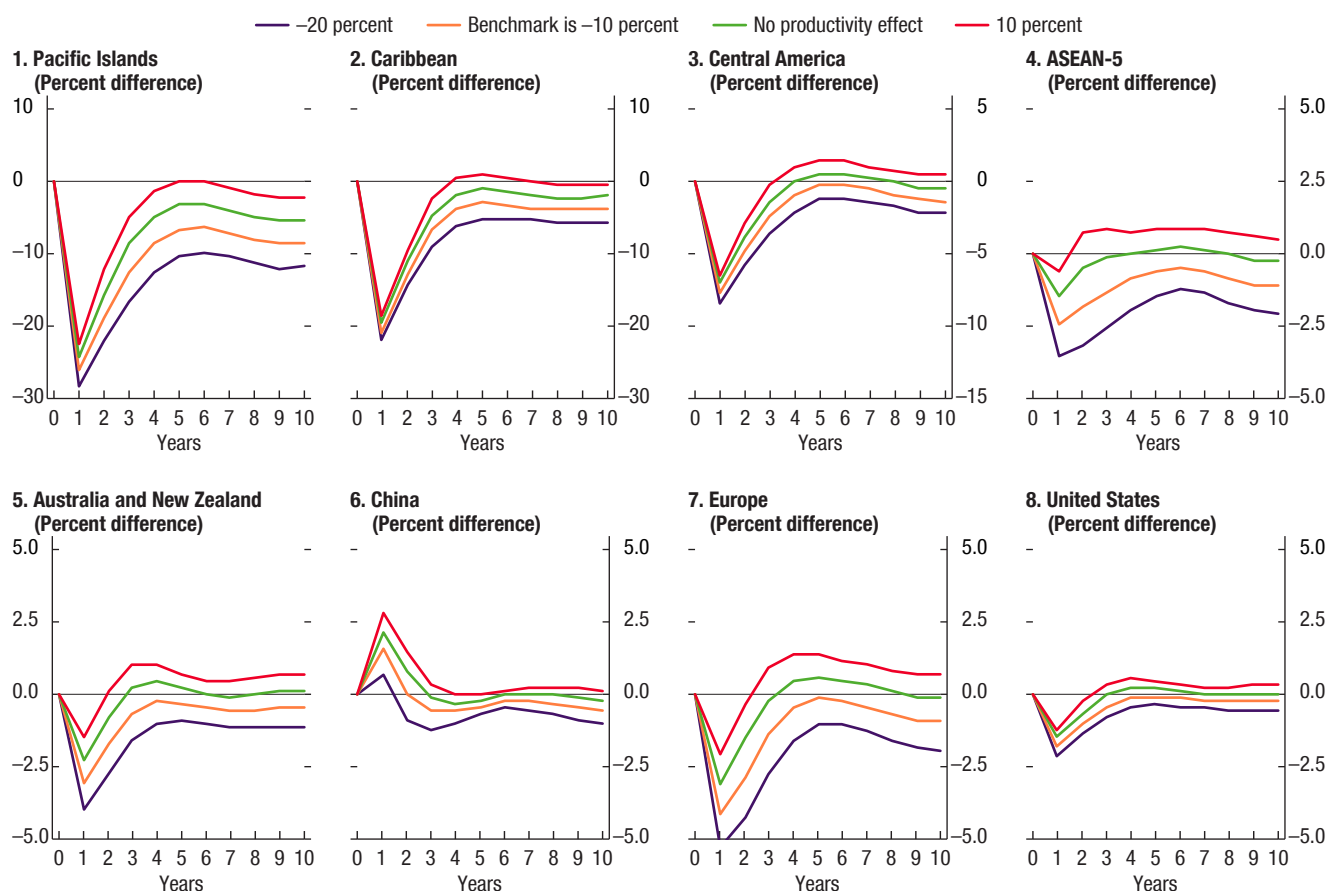 –20 percent Benchmark is –10 percent No productivity effect 10 percent
1. Pacific Islands
(Percent difference)
10
0
–10
–20
–30
0 1 2 3 4 5 6 7 8 9 10
Years
2. Caribbean
(Percent difference)
10
0
–10
–20
–30
0 1 2 3 4 5 6 7 8 9 10
Years
3. Central America
(Percent difference)
5
0
–5
–10
–15
0 1 2 3 4 5 6 7 8 9 10
Years
4. ASEAN-5
(Percent difference)
5.0
2.5
0.0
–2.5
–5.0
0 1 2 3 4 5 6 7 8 9 10
Years
5. Australia and New Zealand
(Percent difference)
5.0
2.5
0.0
–2.5
–5.0
0 1 2 3 4 5 6 7 8 9 10
Years
6. China
(Percent difference)
5.0
2.5
0.0
–2.5
–5.0
0 1 2 3 4 5 6 7 8 9 10
Years
7. Europe
(Percent difference)
5.0
2.5
0.0
–2.5
–5.0
0 1 2 3 4 5 6 7 8 9 10
Years
8. United States
(Percent difference)
5.0
2.5
0.0
–2.5
–5.0
0 1 2 3 4 5 6 7 8 9 10
Years